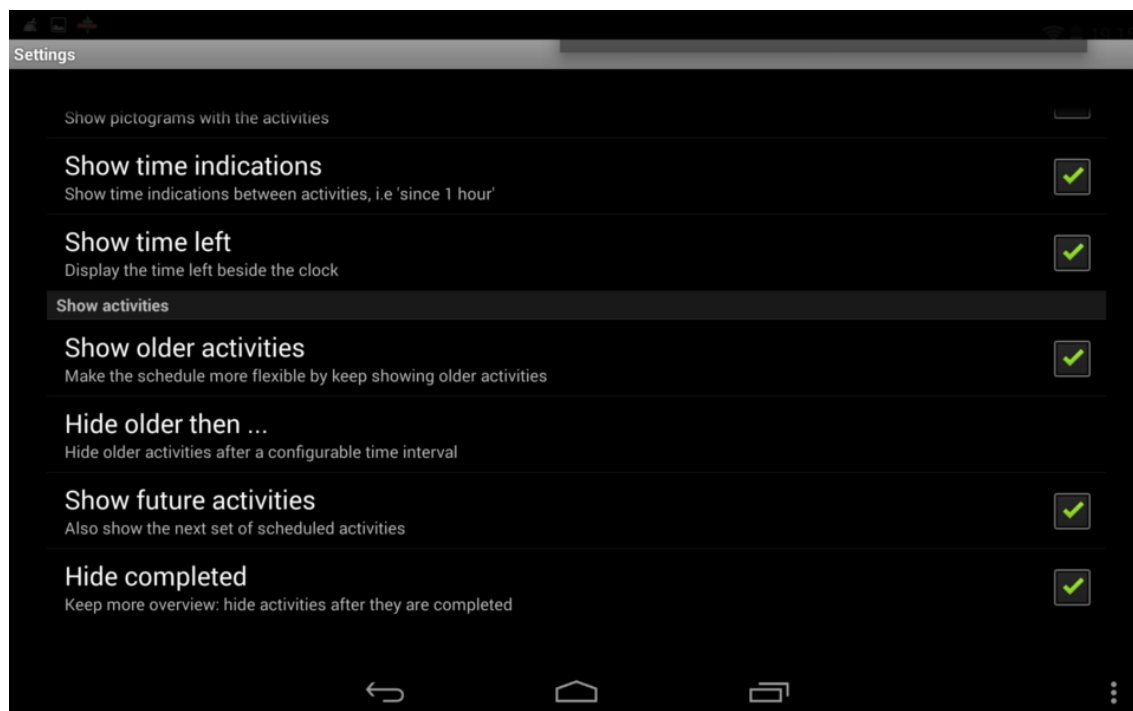 Settings
Show pictograms with the activities
Show time indications
Show time indications between activities, i.e 'since 1 hour'
Show time left
Display the time left beside the clock
Show activities
Show older activities
Make the schedule more flexible by keep showing older activities
Hide older then ...
Hide older activities after a configurable time interval
Show future activities
Also show the next set of scheduled activities
Hide completed
Keep more overview: hide activities after they are completed